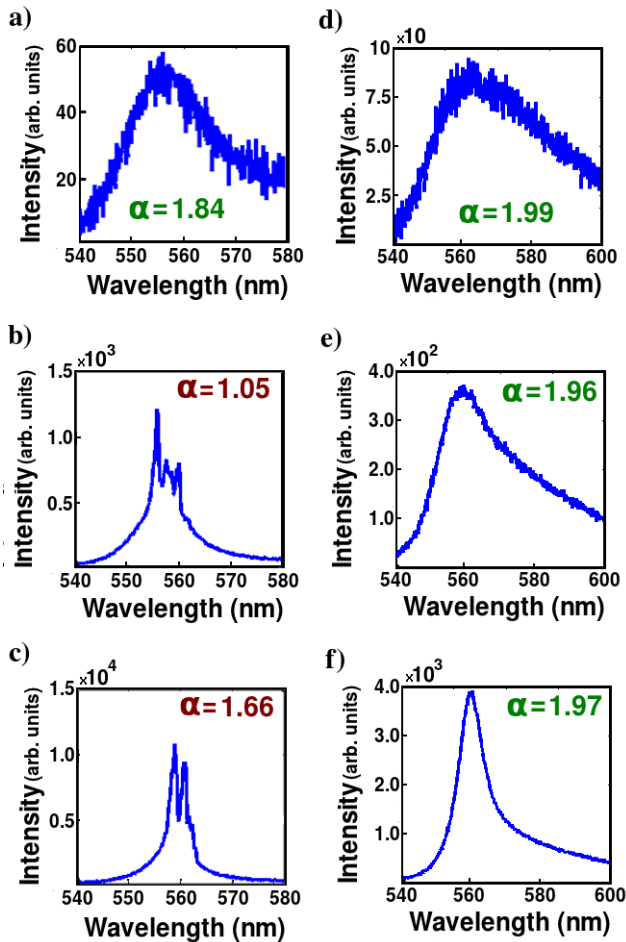 a)
60
40
20
Intensity (arb. units)
α=1.84
540 550 560 570 580
Wavelength (nm)
b)
×10³
1.5
1.0
0.5
Intensity (arb. units)
α=1.05
540 550 560 570 580
Wavelength (nm)
c)
×10⁴
1.5
1.0
0.5
Intensity (arb. units)
α=1.66
540 550 560 570 580
Wavelength (nm)
d)
×10
10
7.5
5.0
2.5
Intensity (arb. units)
α=1.99
540 560 580 600
Wavelength (nm)
e)
×10²
4.0
3.0
2.0
1.0
Intensity (arb. units)
α=1.96
540 560 580 600
Wavelength (nm)
f)
×10³
4.0
3.0
2.0
1.0
Intensity (arb. units)
α=1.97
540 560 580 600
Wavelength (nm)